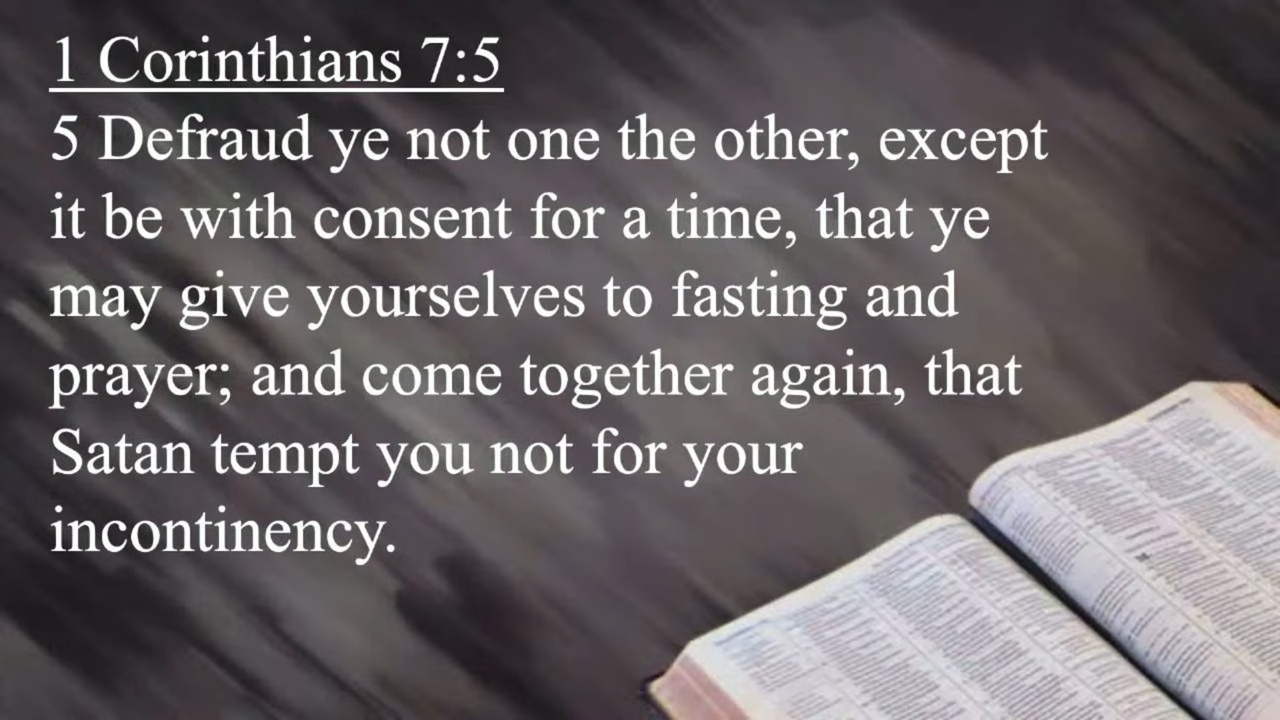 1 Corinthians 7:5
5 Defraud ye not one the other, except
it be with consent for a time, that ye
may give yourselves to fasting and
prayer; and come together again, that
Satan tempt you not for your
incontinency.